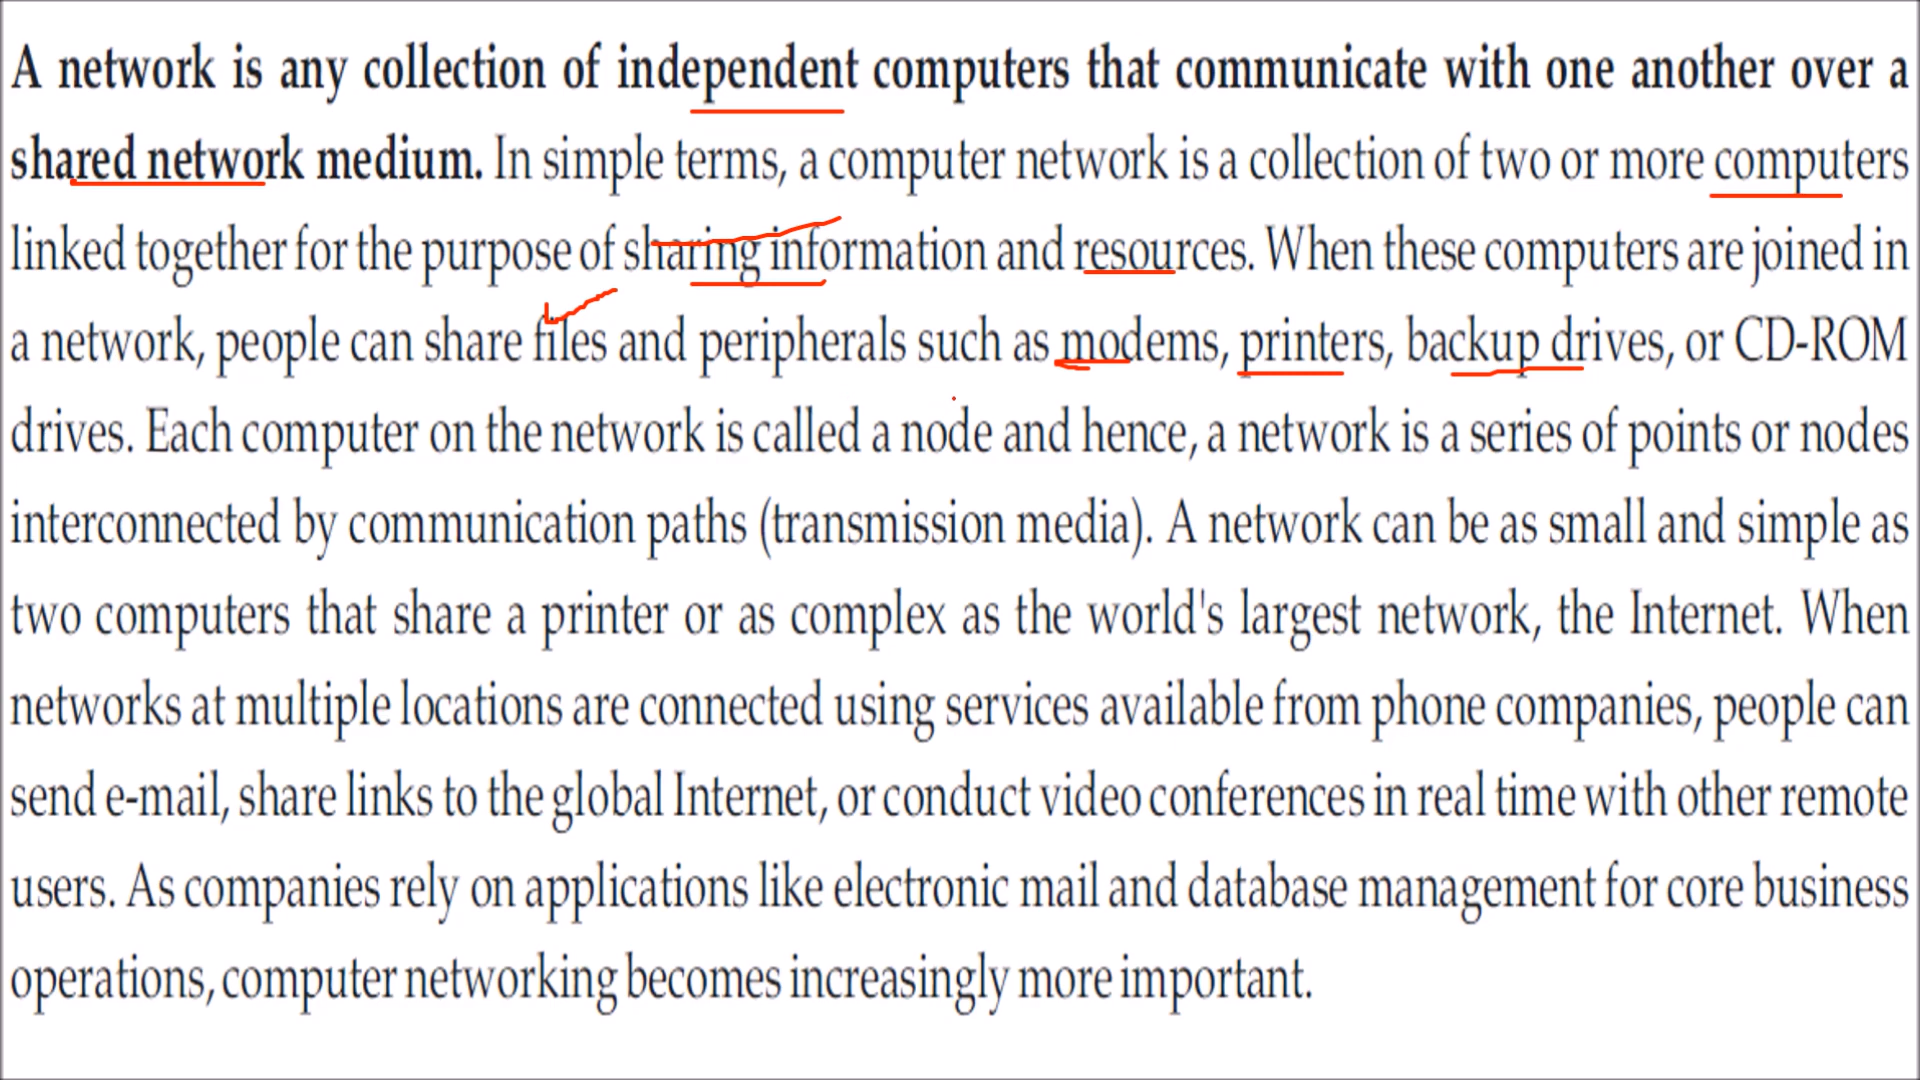 A network is any collection of independent computers that communicate with one another over a
shared network medium. In simple terms, a computer network is a collection of two or more computers
linked together for the purpose of sharing information and resources. When these computers are joined in
a network, people can share files and peripherals such as modems, printers, backup drives, or CD-ROM
drives. Each computer on the network is called a node and hence, a network is a series of points or nodes
interconnected by communication paths (transmission media). A network can be as small and simple as
two computers that share a printer or as complex as the world's largest network, the Internet. When
networks at multiple locations are connected using services available from phone companies, people can
send e-mail, share links to the global Internet, or conduct video conferences in real time with other remote
users. As companies rely on applications like electronic mail and database management for core business
operations, computer networking becomes increasingly more important.